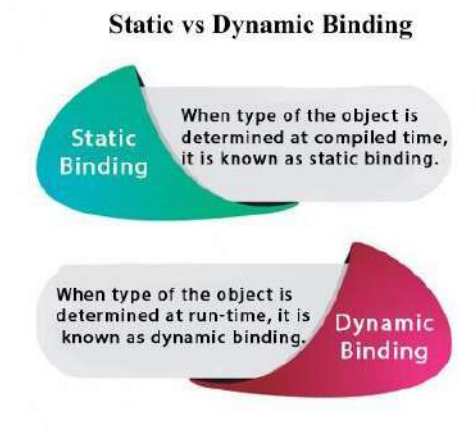 Static vs Dynamic Binding
Static
Binding
When type of the object is
determined at compiled time,
it is known as static binding.
When type of the object is
determined at run-time, it is
known as dynamic binding.
Dynamic
Binding